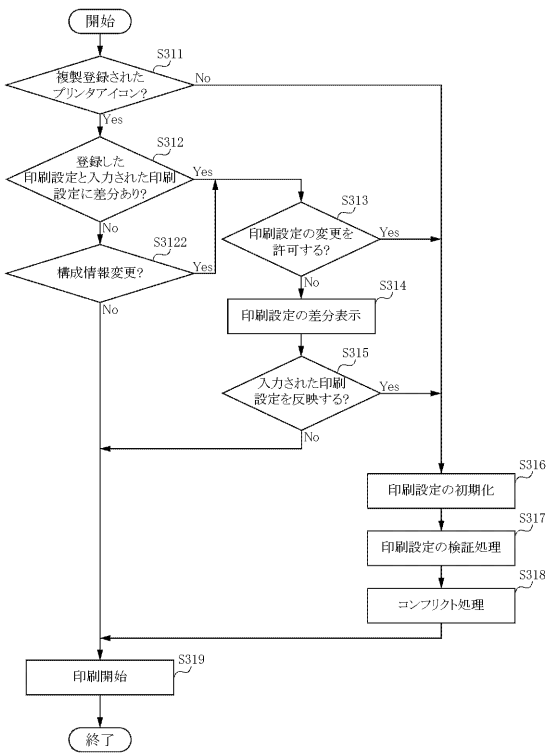 開始
S311
複製登録された
プリンタアイコン?
No
Yes
S312
登録した
印刷設定と入力された印刷
設定に差分あり?
Yes
No
S313
印刷設定の変更を
許可する?
Yes
No
S3122
構成情報変更?
Yes
No
S314
印刷設定の差分表示
S315
入力された印刷
設定を反映する?
Yes
No
S316
印刷設定の初期化
S317
印刷設定の検証処理
S318
コンフリクト処理
S319
印刷開始
終了